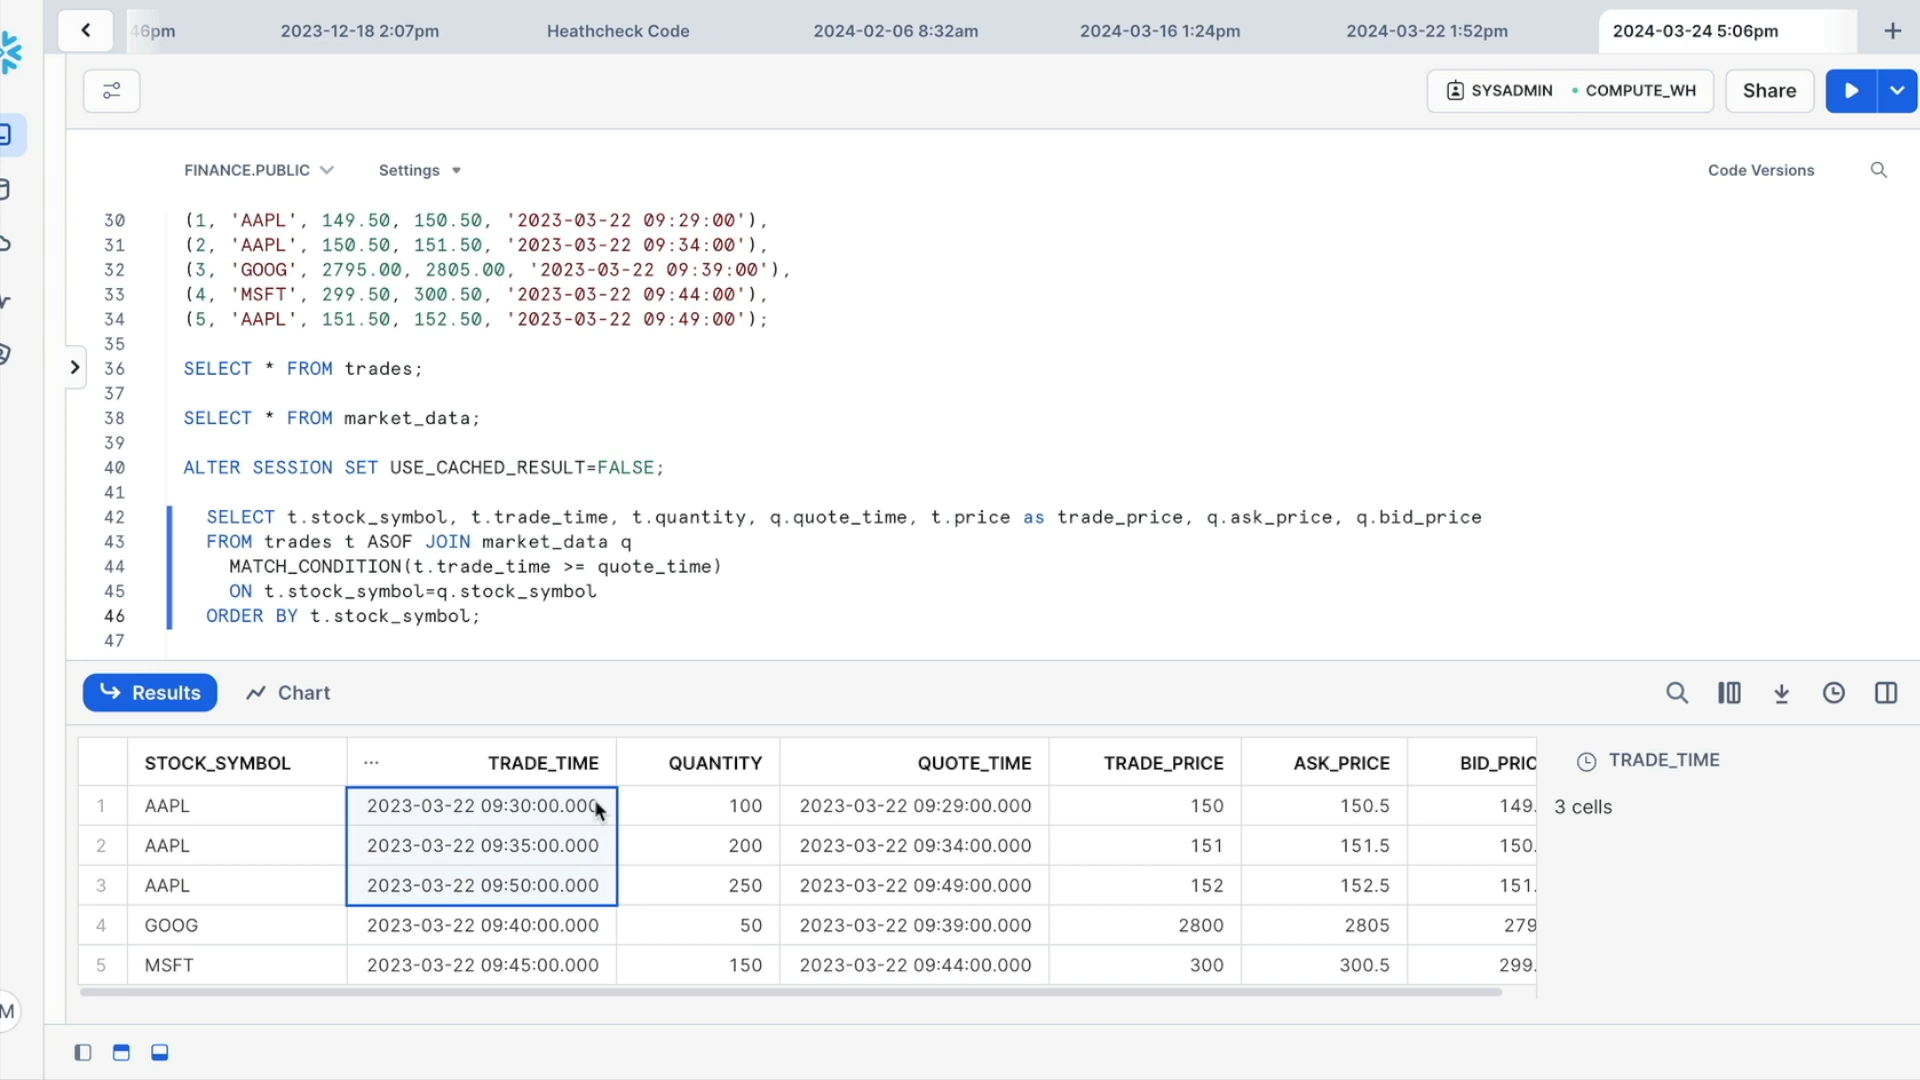 46pm 2023-12-18 2:07pm Heathcheck Code 2024-02-06 8:32am 2024-03-16 1:24pm 2024-03-22 1:52pm 2024-03-24 5:06pm
SYSADMIN COMPUTE_WH Share
FINANCE.PUBLIC Settings Code Versions
30 (1, 'AAPL', 149.50, 150.50, '2023-03-22 09:29:00'),
31 (2, 'AAPL', 150.50, 151.50, '2023-03-22 09:34:00'),
32 (3, 'GOOG', 2795.00, 2805.00, '2023-03-22 09:39:00'),
33 (4, 'MSFT', 299.50, 300.50, '2023-03-22 09:44:00'),
34 (5, 'AAPL', 151.50, 152.50, '2023-03-22 09:49:00');
35
36 SELECT * FROM trades;
37
38 SELECT * FROM market_data;
39
40 ALTER SESSION SET USE_CACHED_RESULT=FALSE;
41
42 SELECT t.stock_symbol, t.trade_time, t.quantity, q.quote_time, t.price as trade_price, q.ask_price, q.bid_price
43 FROM trades t ASOF JOIN market_data q
44 MATCH_CONDITION(t.trade_time >= quote_time)
45 ON t.stock_symbol=q.stock_symbol
46 ORDER BY t.stock_symbol;
47
Results Chart
STOCK_SYMBOL ... TRADE_TIME QUANTITY QUOTE_TIME TRADE_PRICE ASK_PRICE BID_PRIC TRADE_TIME
1 AAPL 2023-03-22 09:30:00.000 100 2023-03-22 09:29:00.000 150 150.5 149. 3 cells
2 AAPL 2023-03-22 09:35:00.000 200 2023-03-22 09:34:00.000 151 151.5 150.
3 AAPL 2023-03-22 09:50:00.000 250 2023-03-22 09:49:00.000 152 152.5 151.
4 GOOG 2023-03-22 09:40:00.000 50 2023-03-22 09:39:00.000 2800 2805 279
5 MSFT 2023-03-22 09:45:00.000 150 2023-03-22 09:44:00.000 300 300.5 299.
M